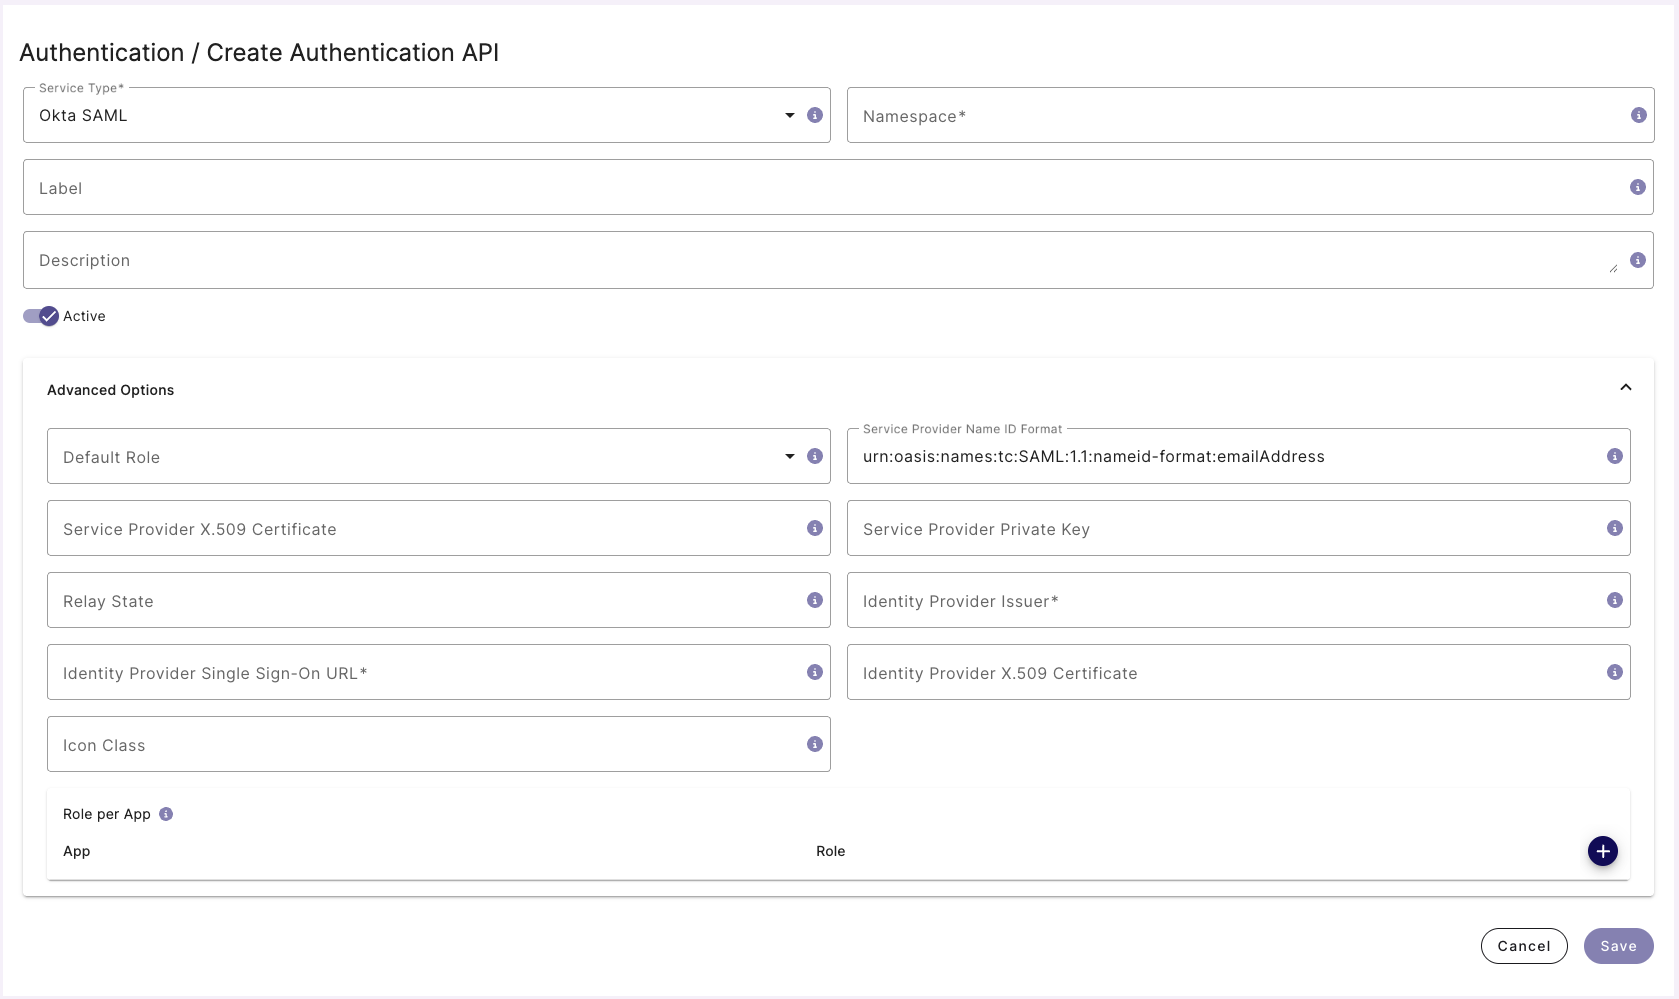 Authentication / Create Authentication API
Service Type*
Okta SAML
Namespace*
Label
Description
Active
Advanced Options
Default Role
Service Provider Name ID Format
urn:oasis:names:tc:SAML:1.1:nameid-format:emailAddress
Service Provider X.509 Certificate
Service Provider Private Key
Relay State
Identity Provider Issuer*
Identity Provider Single Sign-On URL*
Identity Provider X.509 Certificate
Icon Class
Role per App
App
Role
Cancel
Save